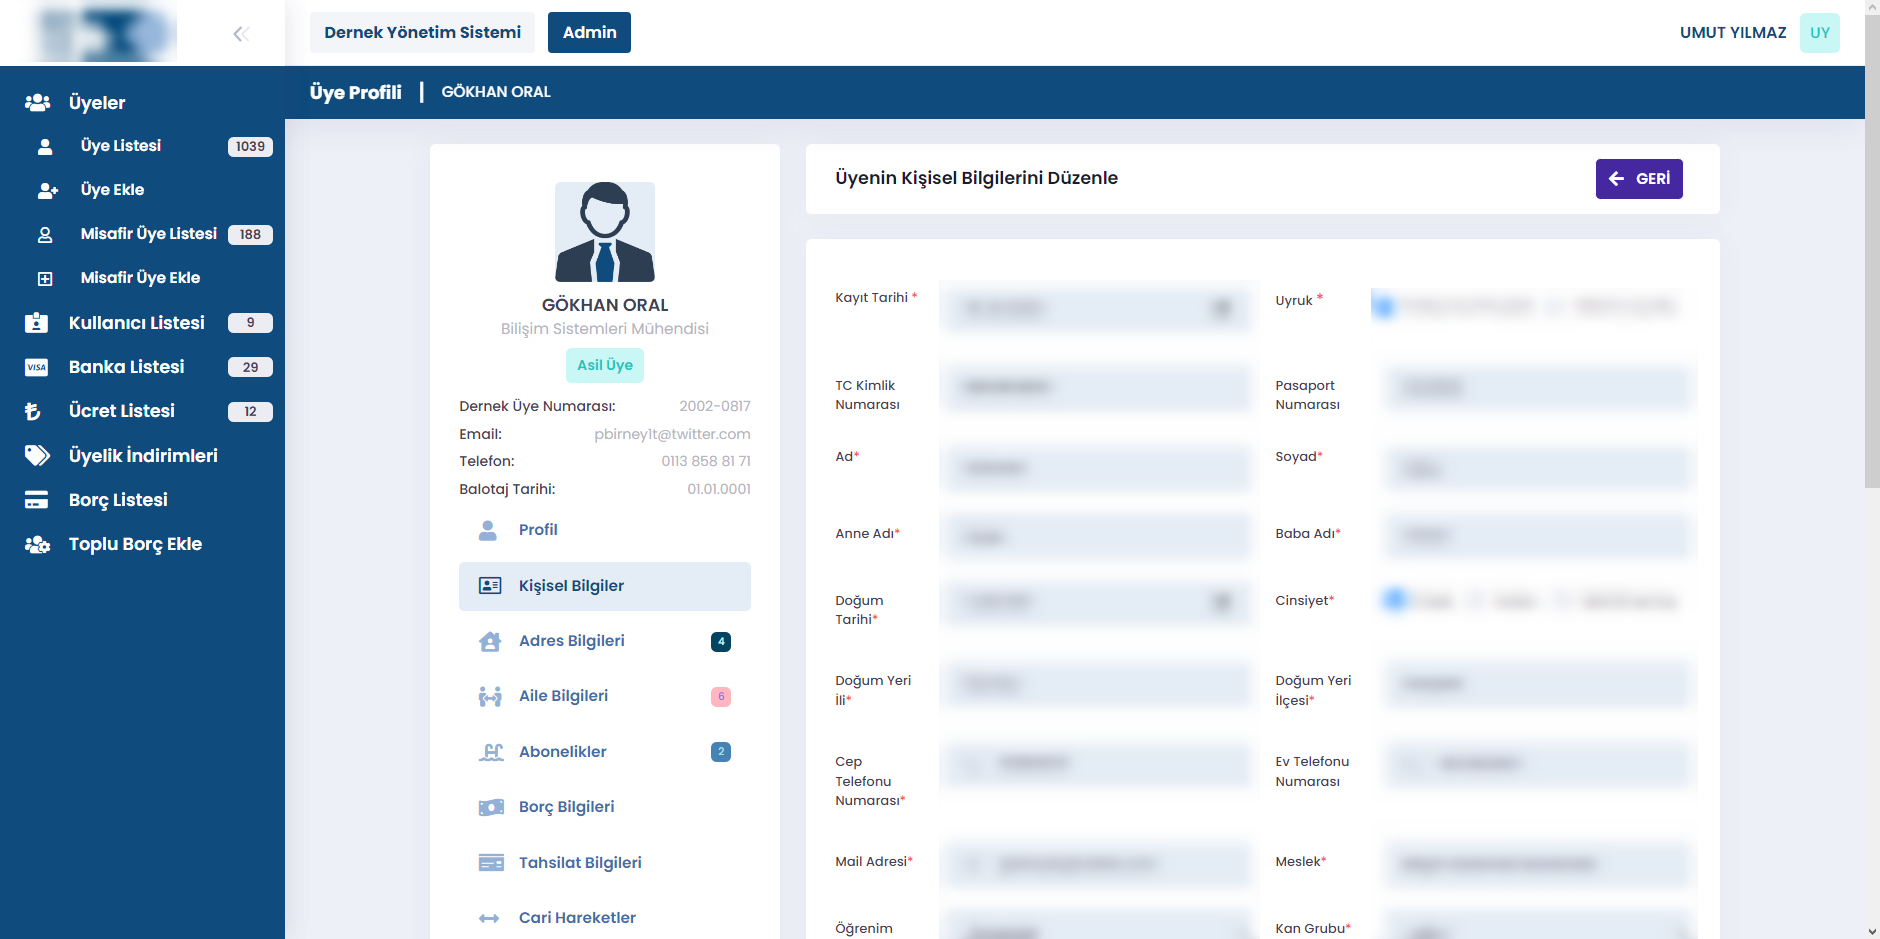 Dernek Yönetim Sistemi
Admin
UMUT YILMAZ
UY
Üyeler
Üye Listesi 1039
Üye Ekle
Misafir Üye Listesi 188
Misafir Üye Ekle
Kullanıcı Listesi 9
VISA
Banka Listesi 29
Ücret Listesi 12
Üyelik İndirimleri
Borç Listesi
Toplu Borç Ekle
Üye Profili | GÖKHAN ORAL
GÖKHAN ORAL
Bilişim Sistemleri Mühendisi
Asil Üye
Dernek Üye Numarası: 2002-0817
Email: pbirney1t@twitter.com
Telefon: 0113 858 81 71
Balotaj Tarihi: 01.01.0001
Profil
Kişisel Bilgiler
Adres Bilgileri 4
Aile Bilgileri 6
Abonelikler 2
Borç Bilgileri
Tahsilat Bilgileri
Cari Hareketler
Üyenin Kişisel Bilgilerini Düzenle
GERİ
Kayıt Tarihi *
Uyruk *
TC Kimlik
Numarası
Pasaport
Numarası
Ad*
Soyad*
Anne Adı*
Baba Adı*
Doğum
Tarihi*
Cinsiyet*
Doğum Yeri
İli*
Doğum Yeri
İlçesi*
Cep
Telefonu
Numarası*
Ev Telefonu
Numarası
Mail Adresi*
Meslek*
Öğrenim
Kan Grubu*